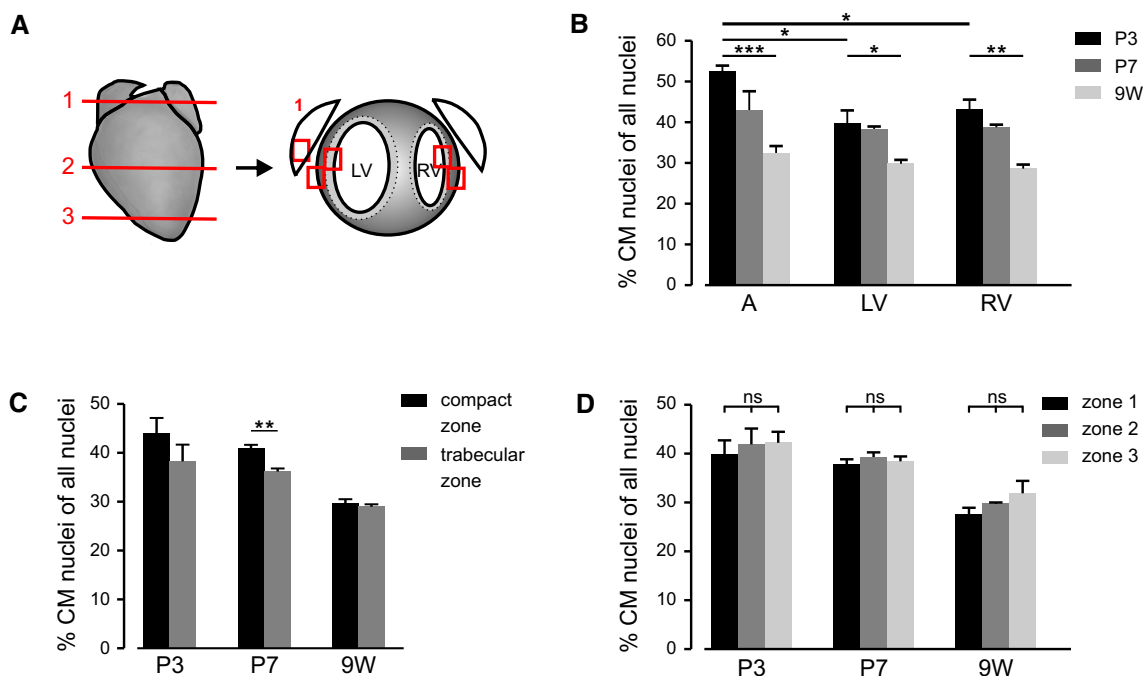 A
1
2
3
1
LV
RV
B
% CM nuclei of all nuclei
60
50
40
30
20
10
0
*
*
***
*
**
A
LV
RV
P3
P7
9W
C
% CM nuclei of all nuclei
50
40
30
20
10
0
**
P3
P7
9W
compact
zone
trabecular
zone
D
% CM nuclei of all nuclei
50
40
30
20
10
0
ns
ns
ns
P3
P7
9W
zone 1
zone 2
zone 3